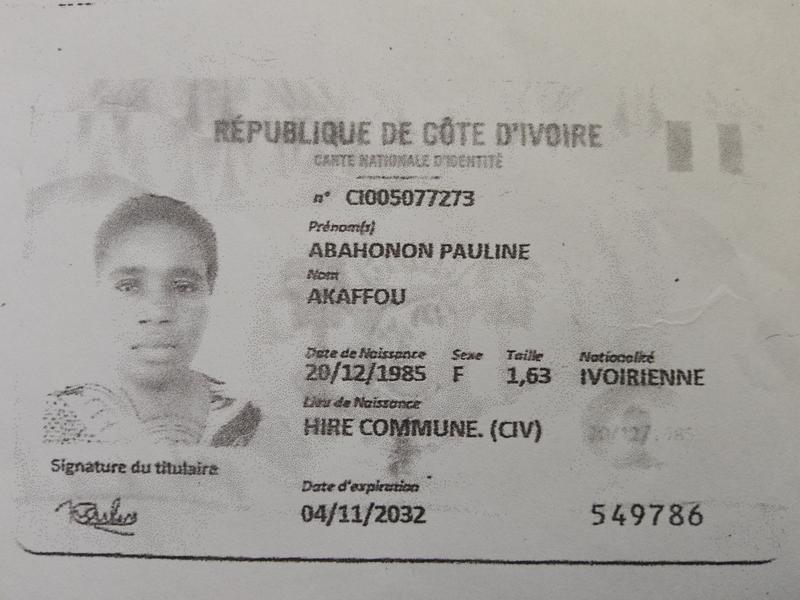 RÉPUBLIQUE DE CÔTE D'IVOIRE
CARTE NATIONALE D'IDENTITÉ
n° CI005077273
Prénom(s)
ABAHONON PAULINE
Nom
AKAFFOU
Date de Naissance Sexe Taille Nationalité
20/12/1985 F 1,63 IVOIRIENNE
Lieu de Naissance
HIRE COMMUNE. (CIV)
Signature du titulaire
Date d'expiration
04/11/2032
549786